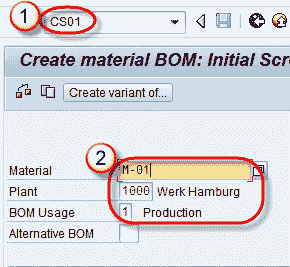 1 CS01
Create material BOM: Initial Scr
Create variant of...
2
Material M-01
Plant 1000 Werk Hamburg
BOM Usage 1 Production
Alternative BOM